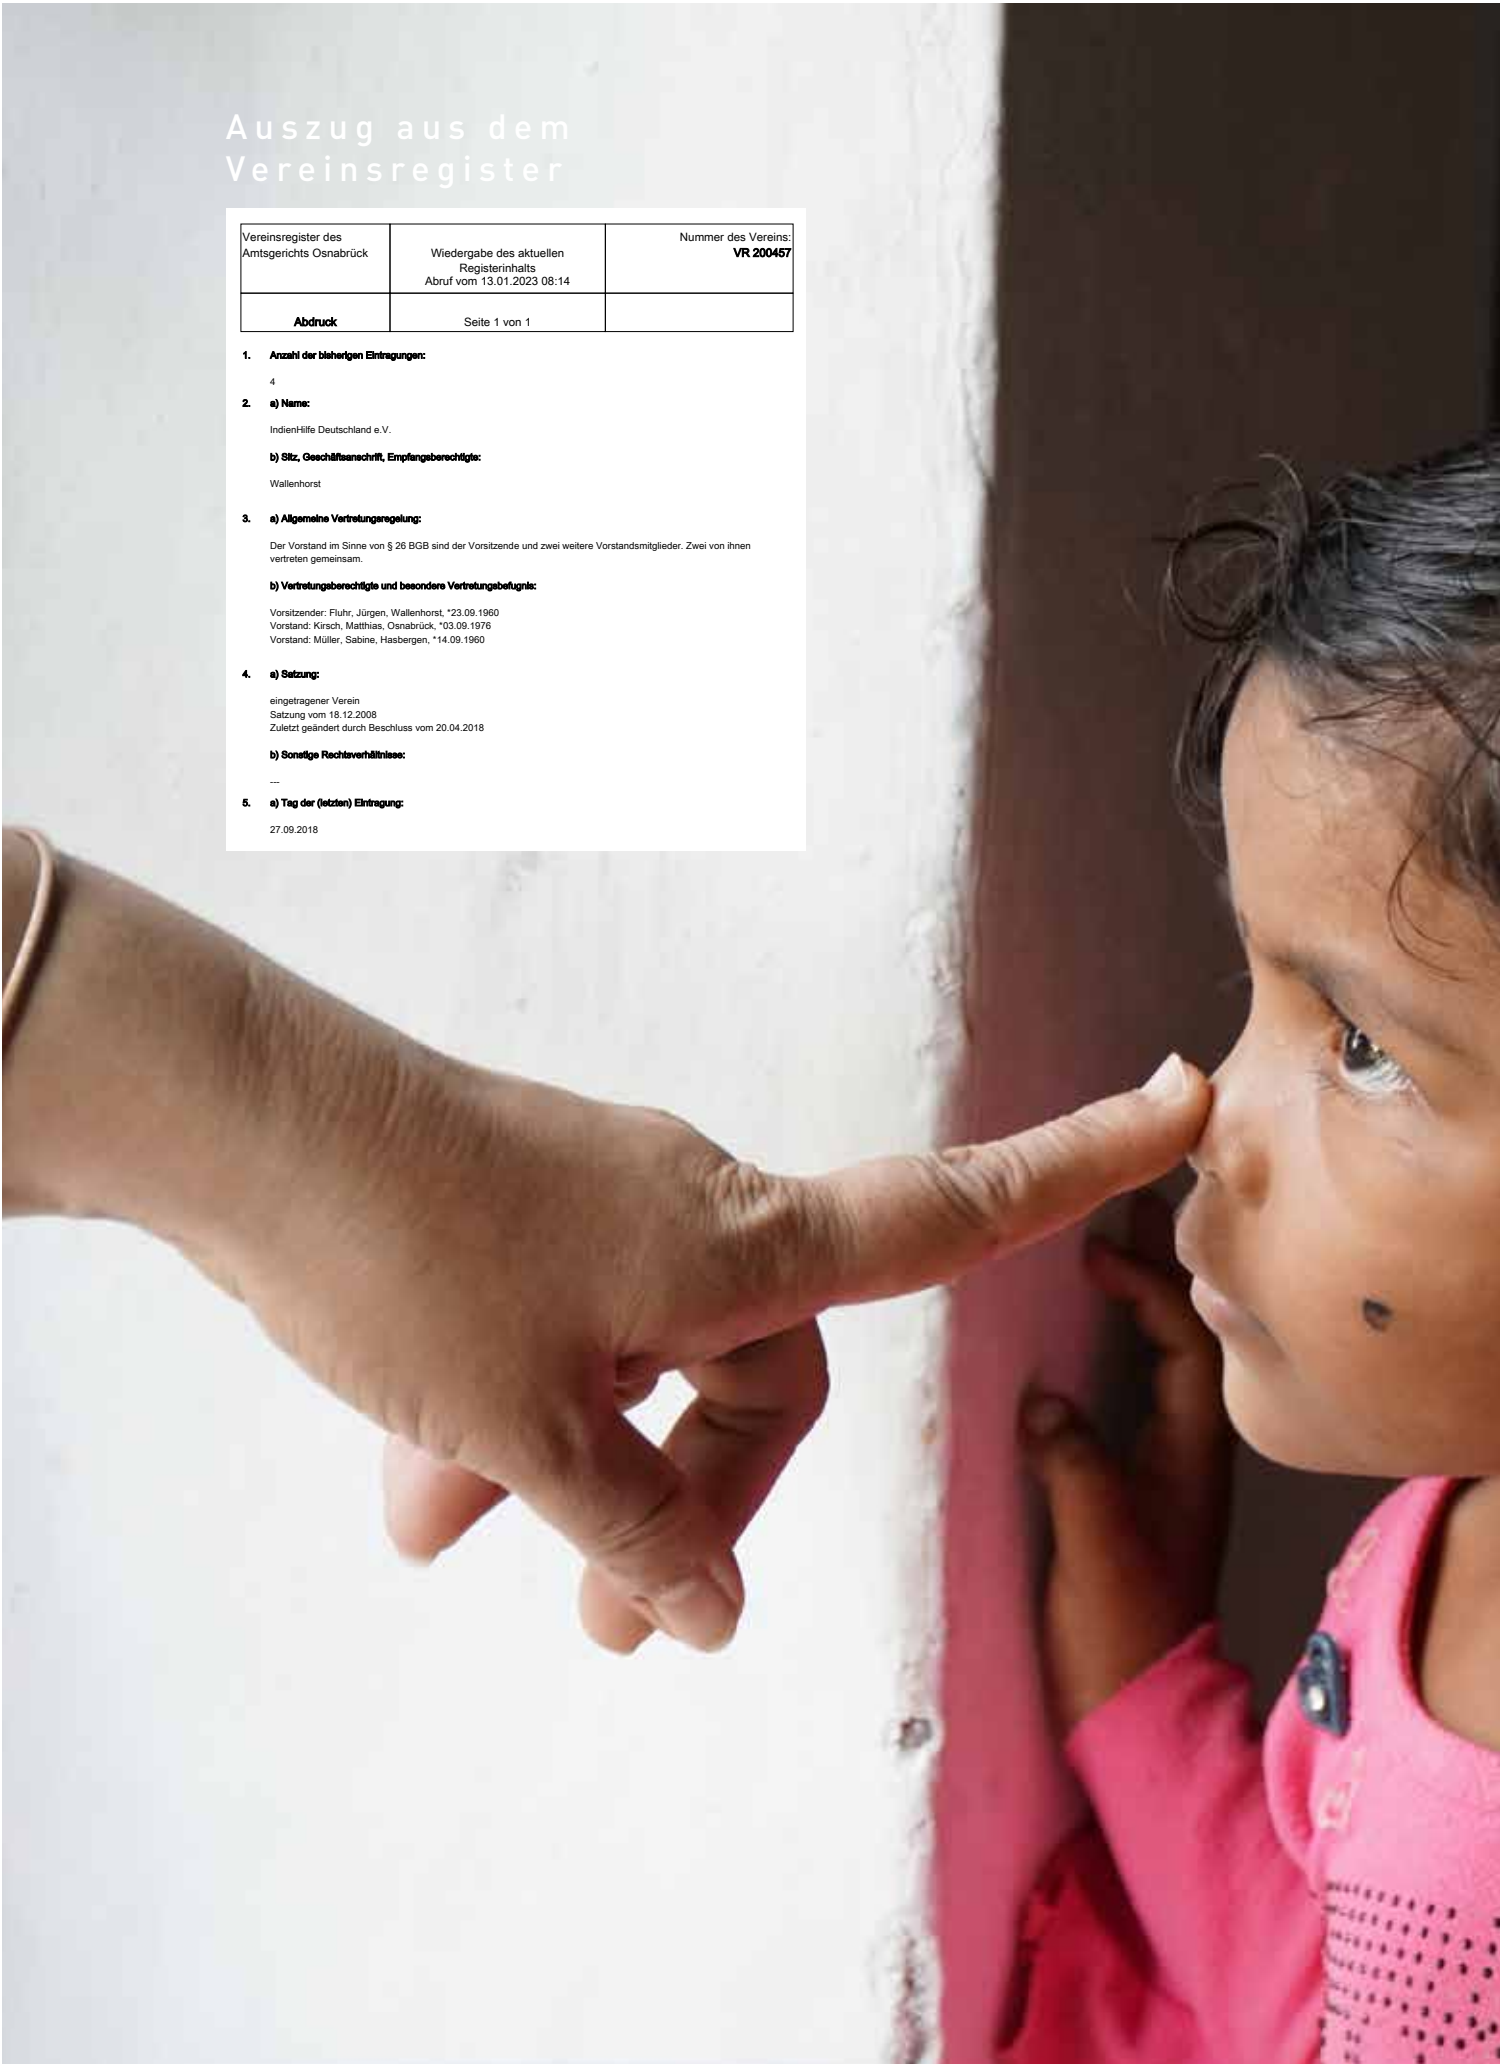 Auszug aus dem
Vereinsregister
Vereinsregister des
Amtsgerichts Osnabrück
Wiedergabe des aktuellen
Registerinhalts
Abruf vom 13.01.2023 08:14
Nummer des Vereins:
VR 200457
Abdruck
Seite 1 von 1
1. Anzahl der bisherigen Eintragungen:
4
2. a) Name:
IndienHilfe Deutschland e.V.
b) Sitz, Geschäftsanschrift, Empfangsberechtigte:
Wallenhorst
3. a) Allgemeine Vertretungsregelung:
Der Vorstand im Sinne von § 26 BGB sind der Vorsitzende und zwei weitere Vorstandsmitglieder. Zwei von ihnen
vertreten gemeinsam.
b) Vertretungsberechtigte und besondere Vertretungsbefugnis:
Vorsitzender: Fluhr, Jürgen, Wallenhorst, *23.09.1960
Vorstand: Kirsch, Matthias, Osnabrück, *03.09.1976
Vorstand: Müller, Sabine, Hasbergen, *14.09.1960
4. a) Satzung:
eingetragener Verein
Satzung vom 18.12.2008
Zuletzt geändert durch Beschluss vom 20.04.2018
b) Sonstige Rechtsverhältnisse:
---
5. a) Tag der (letzten) Eintragung:
27.09.2018